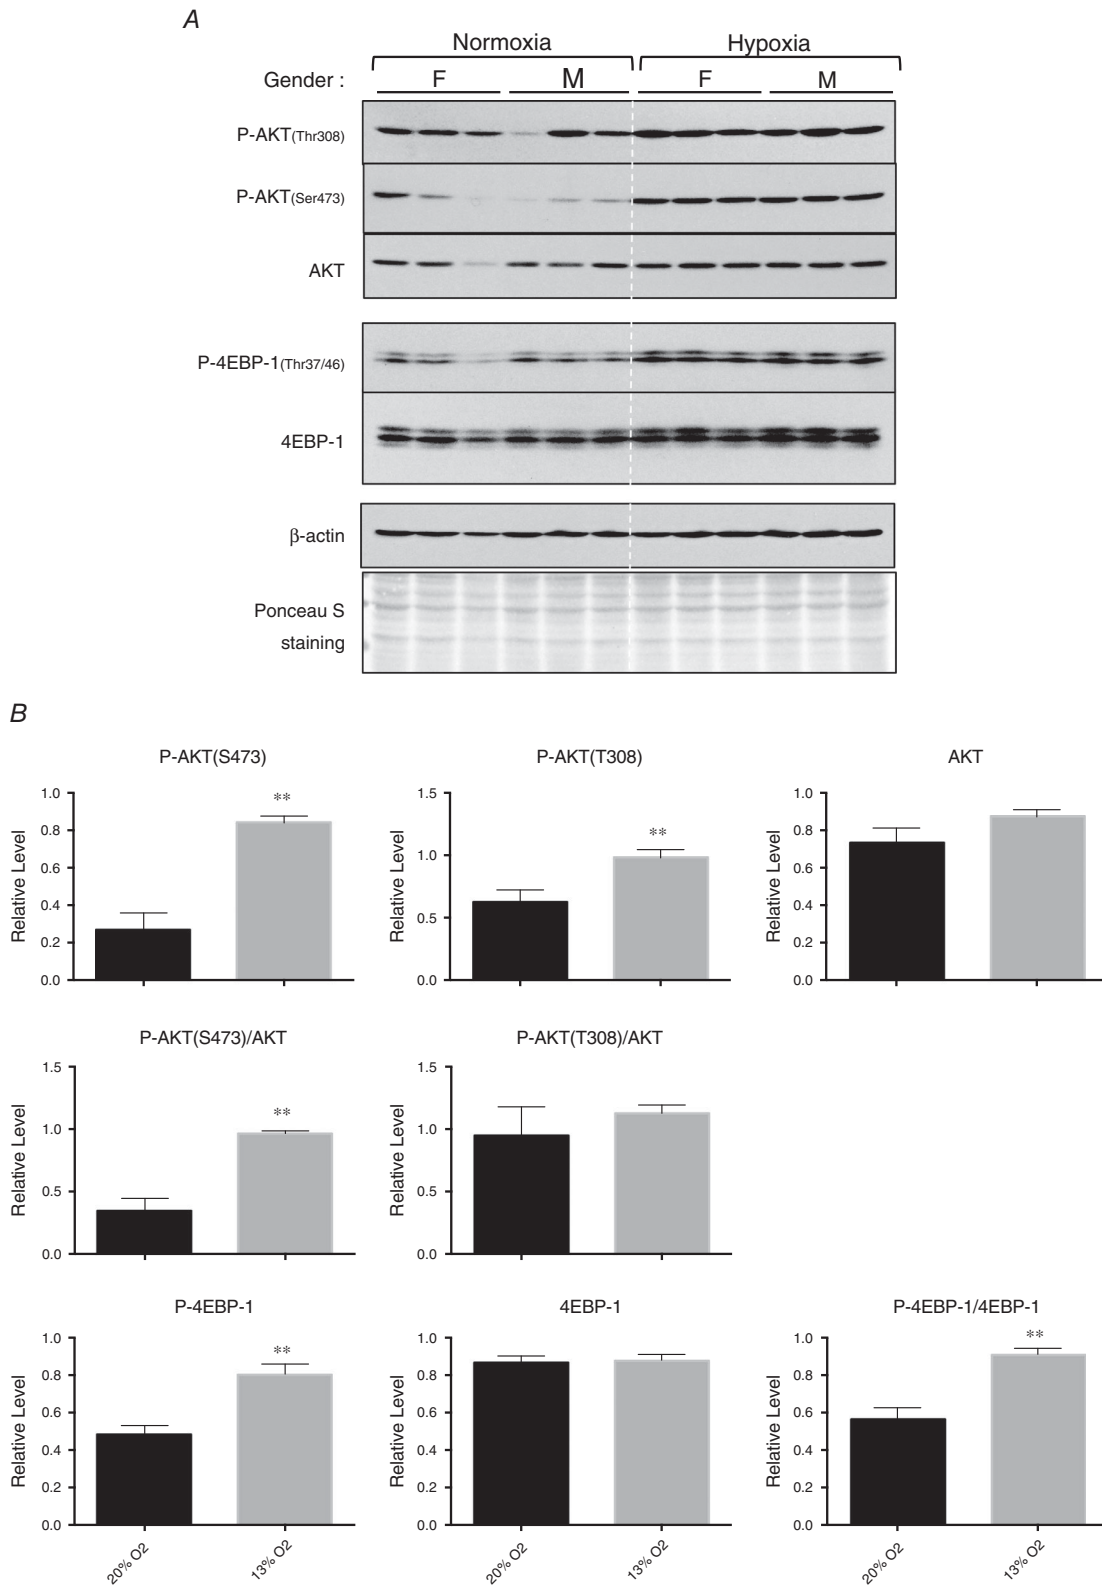 A
Normoxia Hypoxia
Gender : F M F M
P-AKT(Thr308)
P-AKT(Ser473)
AKT
P-4EBP-1(Thr37/46)
4EBP-1
β-actin
Ponceau S
staining
B
P-AKT(S473)
Relative Level
1.0
0.8
0.6
0.4
0.2
0.0
**
P-AKT(T308)
Relative Level
1.5
1.0
0.5
0.0
**
AKT
Relative Level
1.0
0.8
0.6
0.4
0.2
0.0
P-AKT(S473)/AKT
Relative Level
1.5
1.0
0.5
0.0
**
P-AKT(T308)/AKT
Relative Level
1.5
1.0
0.5
0.0
P-4EBP-1
Relative Level
1.0
0.8
0.6
0.4
0.2
0.0
**
20% O2
13% O2
4EBP-1
Relative Level
1.0
0.8
0.6
0.4
0.2
0.0
20% O2
13% O2
P-4EBP-1/4EBP-1
Relative Level
1.0
0.8
0.6
0.4
0.2
0.0
**
20% O2
13% O2